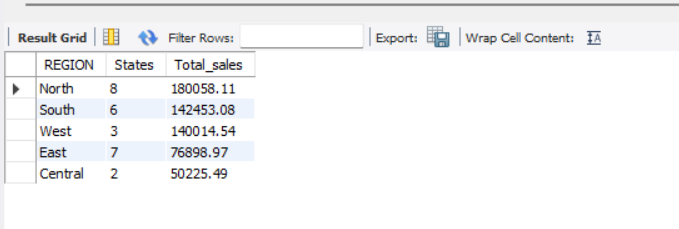 Result Grid Filter Rows: Export: Wrap Cell Content: IA
REGION States Total_sales
North 8 180058.11
South 6 142453.08
West 3 140014.54
East 7 76898.97
Central 2 50225.49